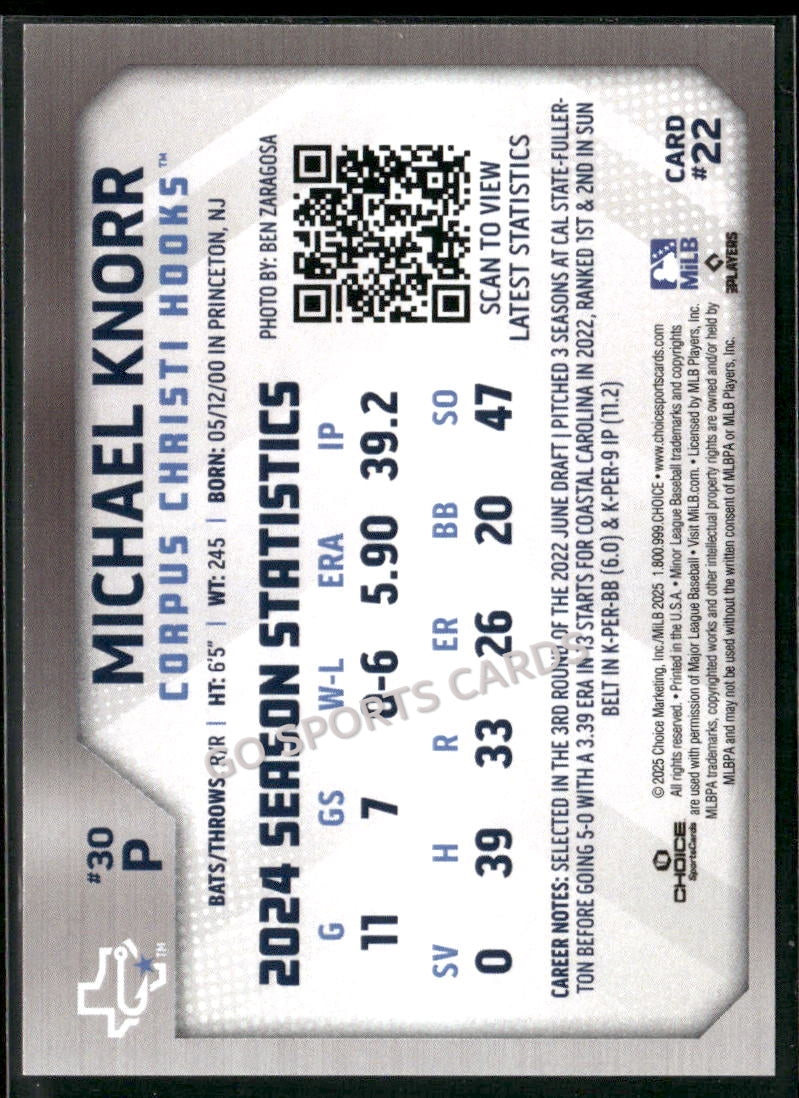 #30
P
MICHAEL KNORR
CORPUS CHRISTI HOOKS™
BATS/THROWS: R/R | HT: 6'5" | WT: 245 | BORN: 05/12/00 IN PRINCETON, NJ
2024 SEASON STATISTICS
G GS W-L ERA IP
11 7 0-6 5.90 39.2
SV H R ER BB SO
0 39 33 26 20 47
PHOTO BY: BEN ZARAGOSA
SCAN TO VIEW
LATEST STATISTICS
CAREER NOTES: SELECTED IN THE 3RD ROUND OF THE 2022 JUNE DRAFT | PITCHED 3 SEASONS AT CAL STATE-FULLER-
TON BEFORE GOING 5-0 WITH A 3.39 ERA IN 13 STARTS FOR COASTAL CAROLINA IN 2022, RANKED 1ST & 2ND IN SUN
BELT IN K-PER-BB (6.0) & K-PER-9 IP (11.2)
CHOICE
SportsCards
© 2025 Choice Marketing, Inc./MiLB 2025 1.800.999.CHOICE • www.choicesportscards.com
All rights reserved. • Printed in the U.S.A. • Minor League Baseball trademarks and copyrights
are used with permission of Major League Baseball • Visit MiLB.com. • Licensed by MLB Players, Inc.
MLBPA trademarks, copyrighted works and other intellectual property rights are owned and/or held by
MLBPA and may not be used without the written consent of MLBPA or MLB Players, Inc.
MiLB
PLAYERS
CARD
#22
GO SPORTS CARDS